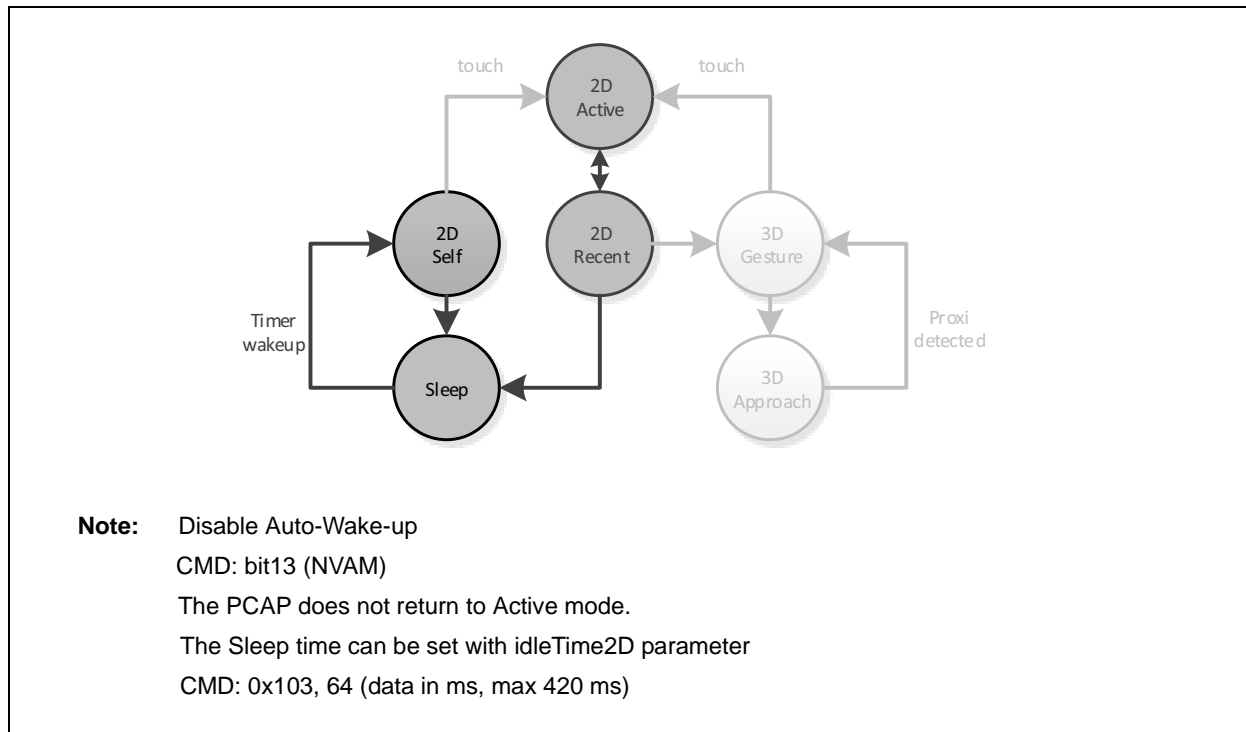 touch
touch
2D
Active
2D
Self
2D
Recent
3D
Gesture
Timer
wakeup
Proxi
detected
Sleep
3D
Approach
Note: Disable Auto-Wake-up
CMD: bit13 (NVAM)
The PCAP does not return to Active mode.
The Sleep time can be set with idleTime2D parameter
CMD: 0x103, 64 (data in ms, max 420 ms)